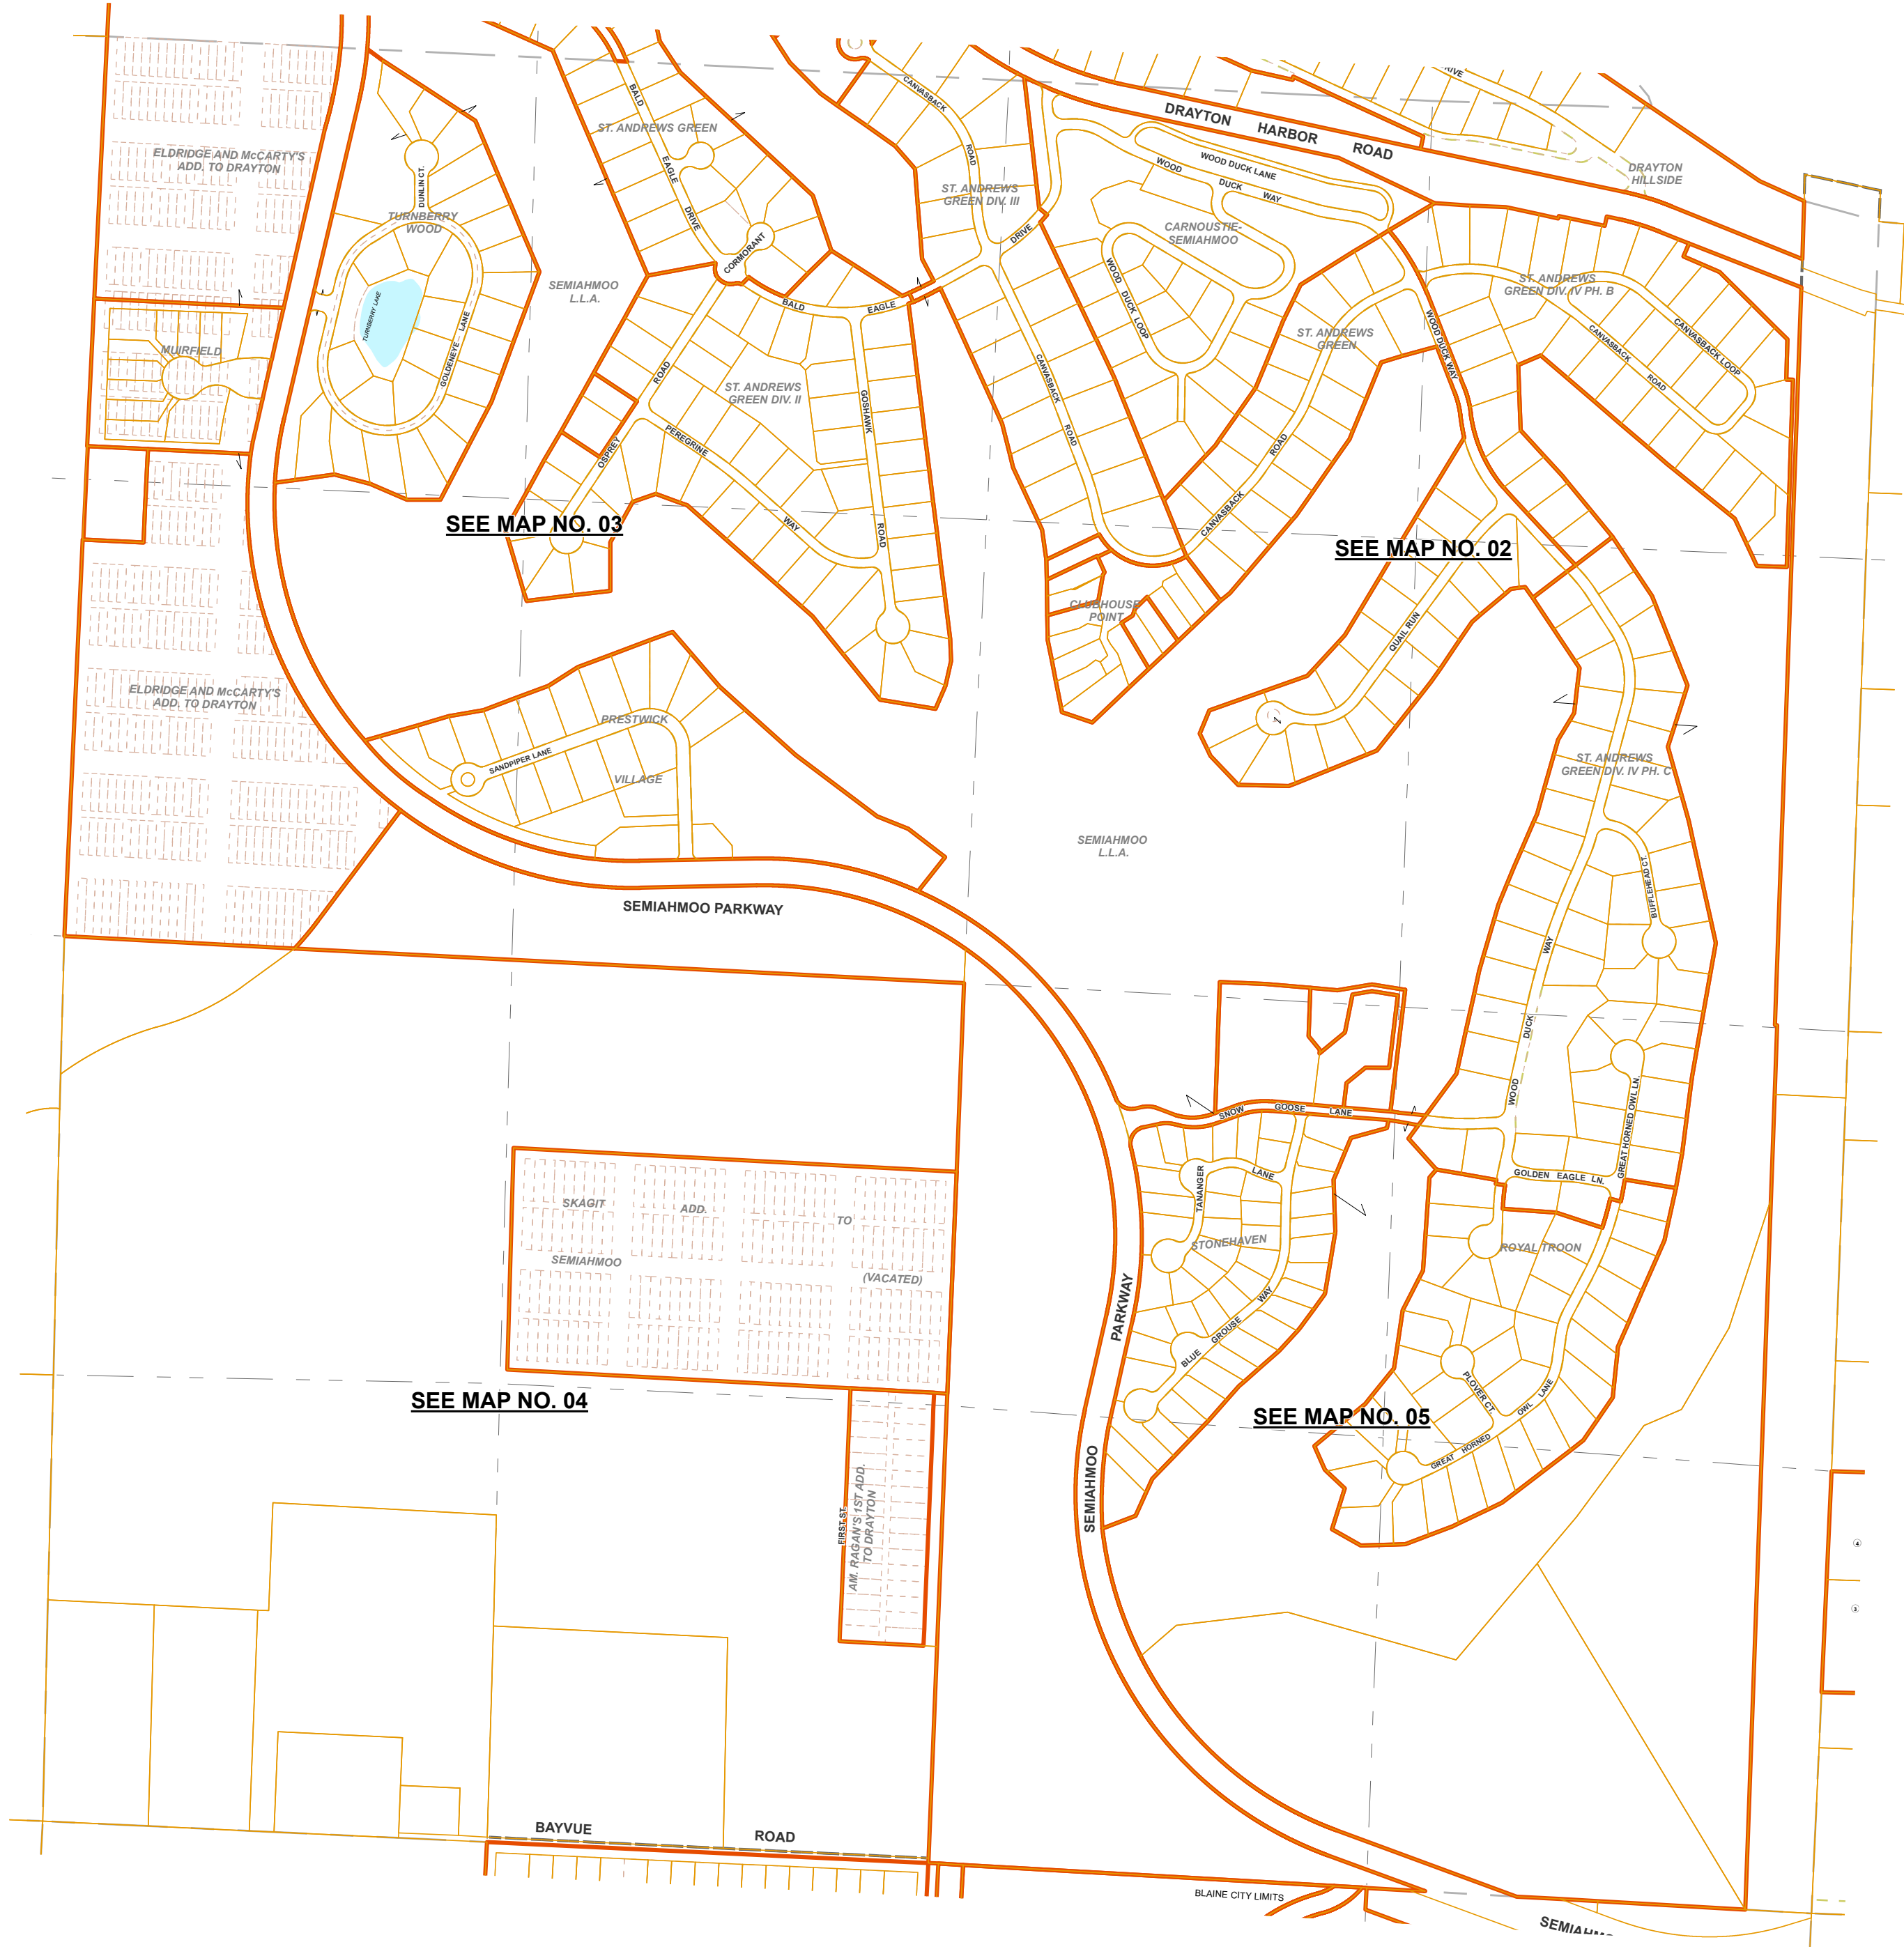 DRAYTON HARBOR ROAD
DRAYTON
HILLSIDE
CANVASBACK
ROAD
BALD
EAGLE
DRIVE
ST. ANDREWS GREEN
ELDRIDGE AND McCARTY'S
ADD. TO DRAYTON
DUNLIN CT.
TURNBERRY
WOOD
TURNBERRY LAKE
GOLDENEYE LANE
MUIRFIELD
SEMIAHMOO
L.L.A.
CORMORANT
BALD EAGLE
DRIVE
ST. ANDREWS
GREEN DIV. III
WOOD DUCK LANE
WOOD DUCK WAY
CARNOUSTIE-
SEMIAHMOO
WOOD DUCK LOOP
ST. ANDREWS
GREEN
ST. ANDREWS
GREEN DIV. IV PH. B
CANVASBACK LOOP
CANVASBACK ROAD
WOOD DUCK WAY
OSPREY ROAD
ST. ANDREWS
GREEN DIV. II
PEREGRINE WAY
GOSHAWK ROAD
CANVASBACK ROAD
CANVASBACK ROAD
SEE MAP NO. 03
SEE MAP NO. 02
CLUBHOUSE
POINT
QUAIL RUN
ELDRIDGE AND McCARTY'S
ADD. TO DRAYTON
PRESTWICK
VILLAGE
SANDPIPER LANE
ST. ANDREWS
GREEN DIV. IV PH. C
SEMIAHMOO
L.L.A.
BUFFLEHEAD CT.
SEMIAHMOO PARKWAY
WOOD DUCK WAY
SNOW GOOSE LANE
GREAT HORNED OWL LN.
GOLDEN EAGLE LN.
TANANGER
LANE
STONEHAVEN
ROYAL TROON
SKAGIT ADD. TO
SEMIAHMOO
(VACATED)
BLUE GROUSE WAY
PLOVER CT.
GREAT HORNED OWL LANE
SEE MAP NO. 04
SEE MAP NO. 05
SEMIAHMOO PARKWAY
FIRST ST.
AM. RAGAN'S 1ST ADD.
TO DRAYTON
4
3
BAYVUE ROAD
BLAINE CITY LIMITS